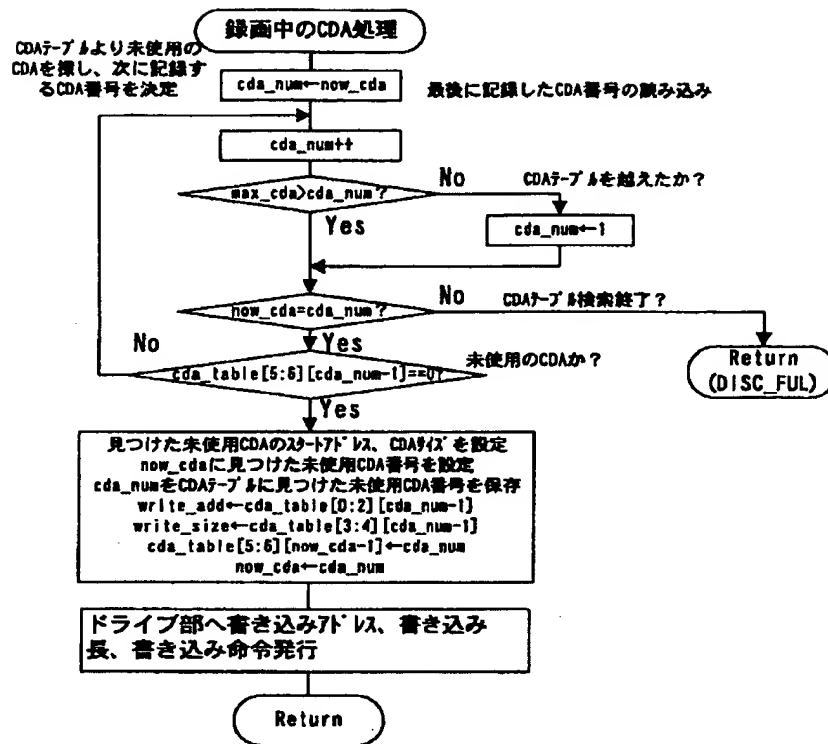 録画中のCDA処理
CDAテーブルより未使用の
CDAを探し、次に記録す
るCDA番号を決定
cda_num←now_cda
最後に記録したCDA番号の読み込み
cda_num++
max_cda>cda_num?
No
CDAテーブルを越えたか?
Yes
cda_num←1
now_cda=cda_num?
No
CDAテーブル検索終了?
Yes
No
Return
(DISC_FUL)
cda_table[5:6][cda_num-1]==0?
未使用のCDAか?
Yes
見つけた未使用CDAのスタートアドレス、CDAサイズを設定
now_cdaに見つけた未使用CDA番号を設定
cda_numをCDAテーブルに見つけた未使用CDA番号を保存
write_add←cda_table[0:2][cda_num-1]
write_size←cda_table[3:4][cda_num-1]
cda_table[5:6][now_cda-1]←cda_num
now_cda←cda_num
ドライブ部へ書き込みアドレス、書き込み
長、書き込み命令発行
Return